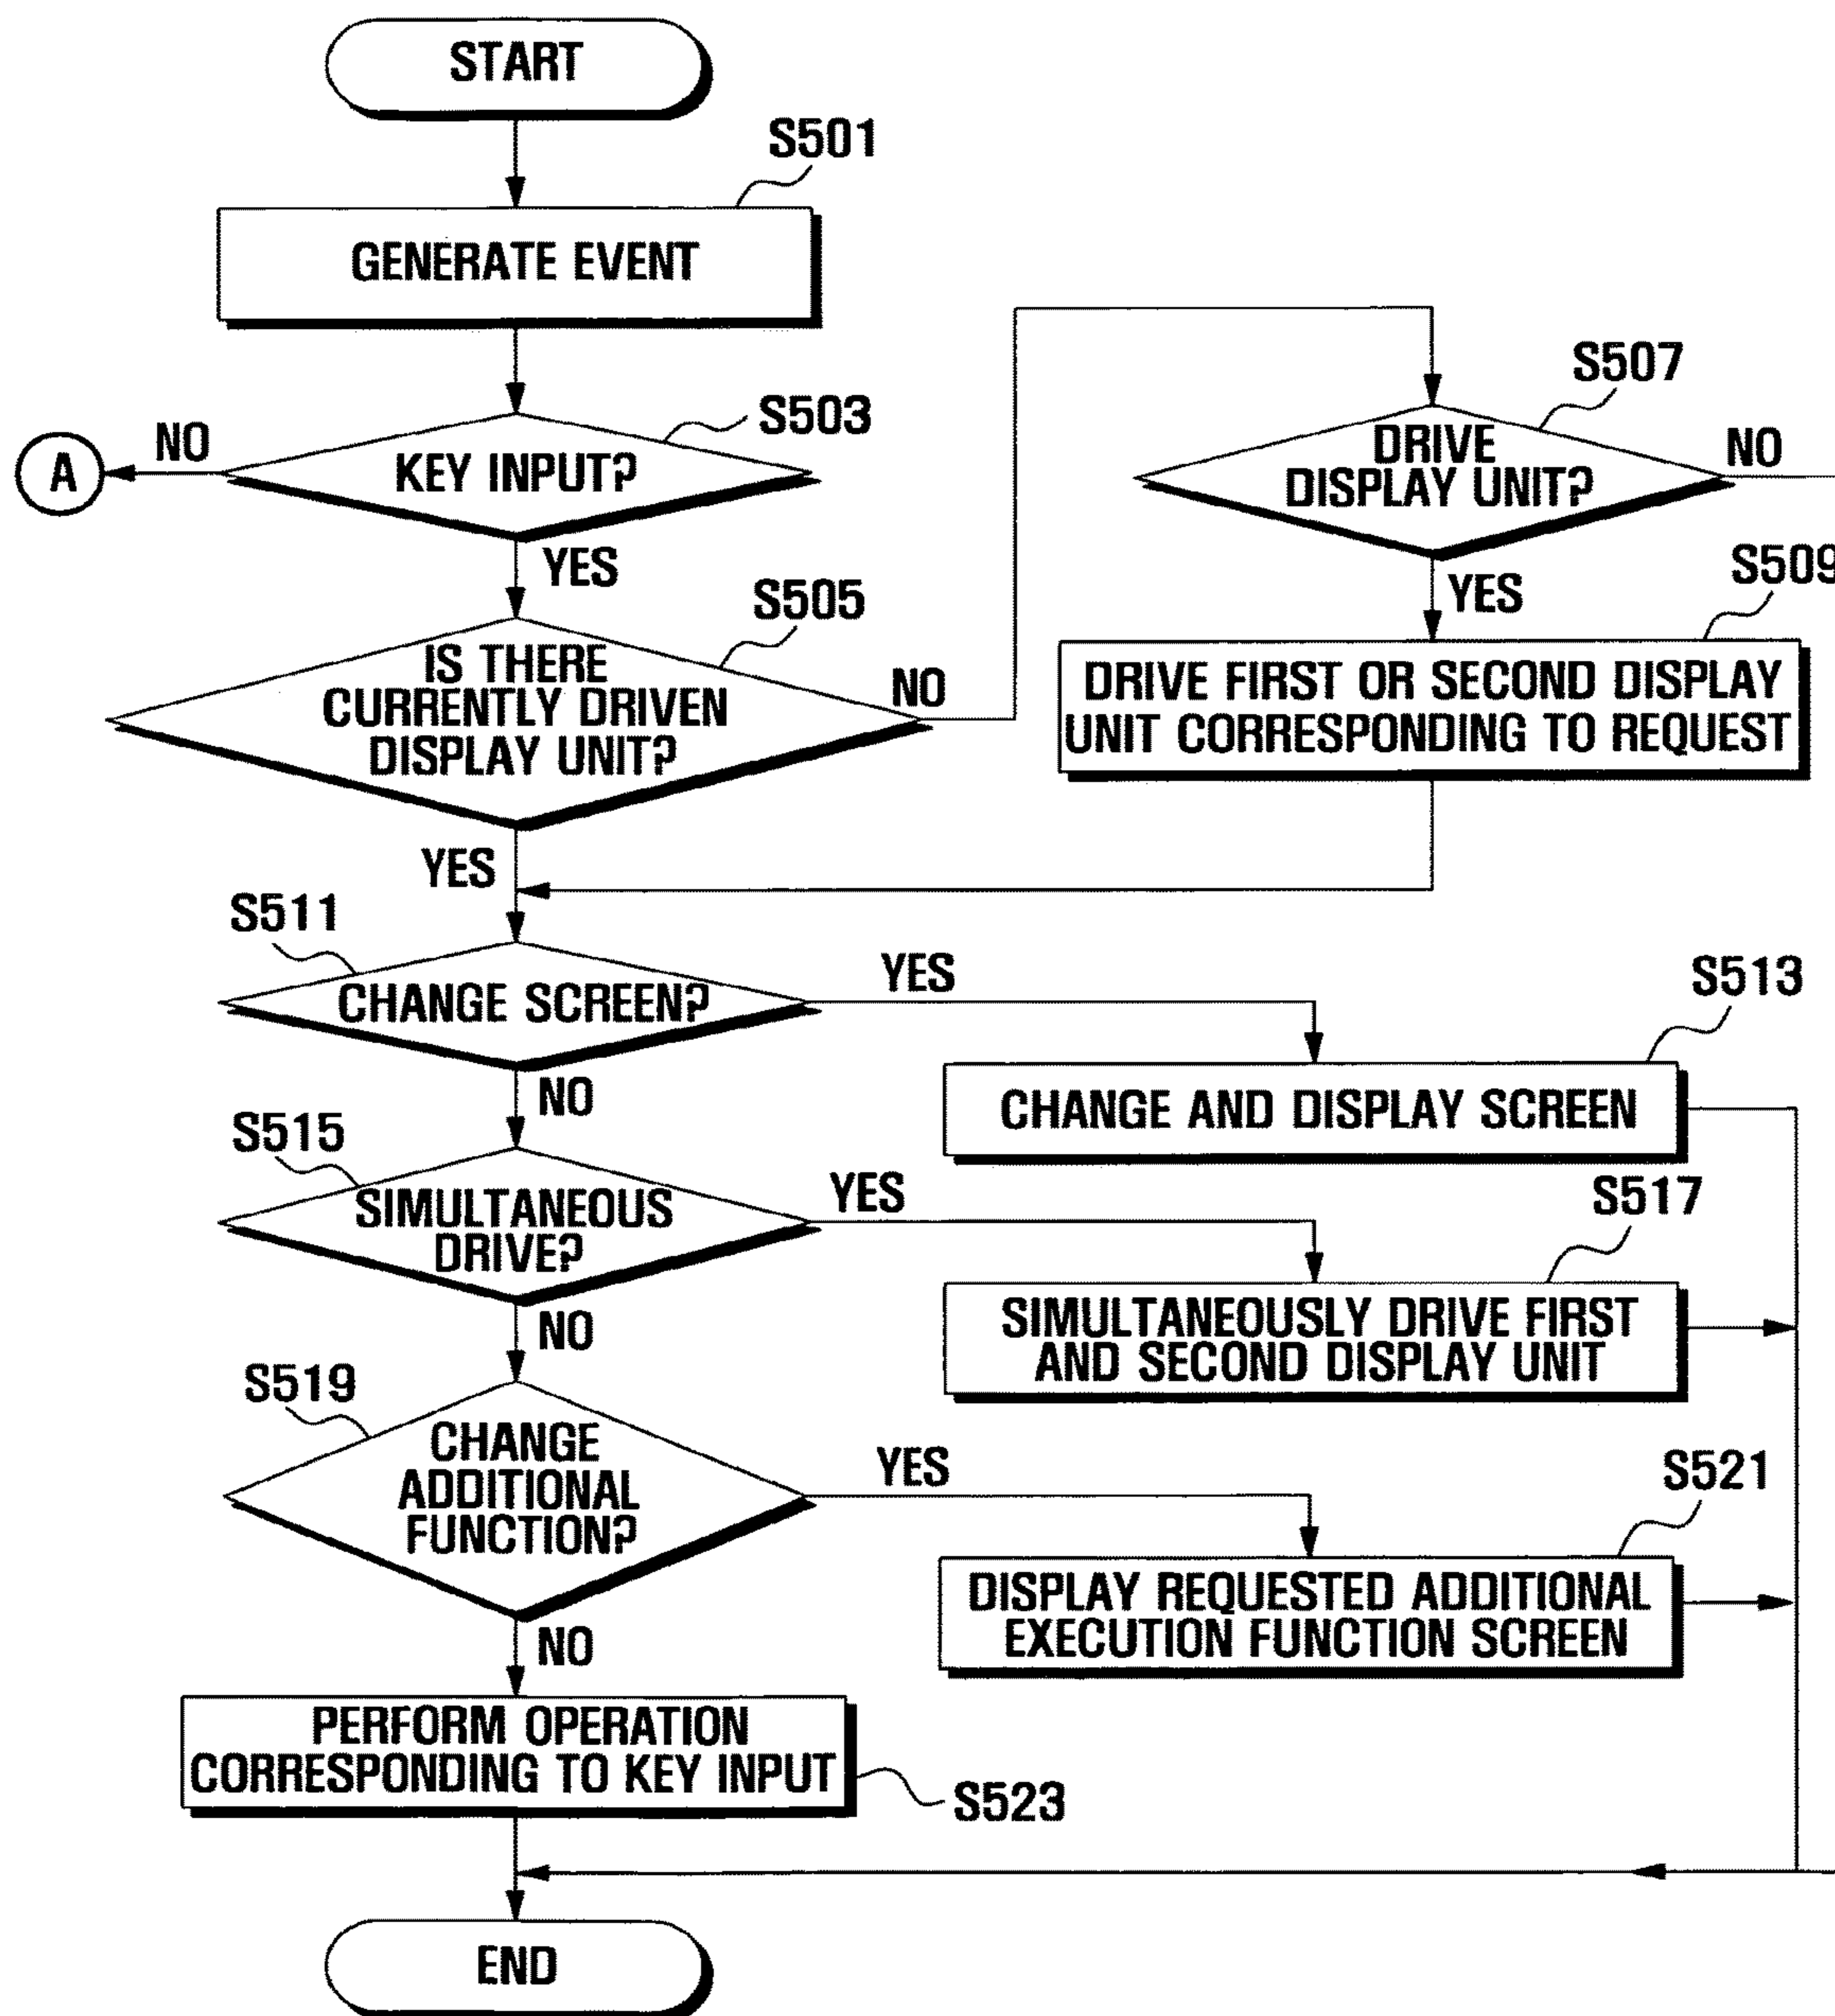 START
S501
GENERATE EVENT
S503
KEY INPUT?
NO
A
YES
S505
IS THERE
CURRENTLY DRIVEN
DISPLAY UNIT?
NO
YES
S507
DRIVE
DISPLAY UNIT?
NO
YES
S509
DRIVE FIRST OR SECOND DISPLAY
UNIT CORRESPONDING TO REQUEST
S511
CHANGE SCREEN?
YES
NO
S513
CHANGE AND DISPLAY SCREEN
S515
SIMULTANEOUS
DRIVE?
YES
NO
S517
SIMULTANEOUSLY DRIVE FIRST
AND SECOND DISPLAY UNIT
S519
CHANGE
ADDITIONAL
FUNCTION?
YES
NO
S521
DISPLAY REQUESTED ADDITIONAL
EXECUTION FUNCTION SCREEN
PERFORM OPERATION
CORRESPONDING TO KEY INPUT
S523
END